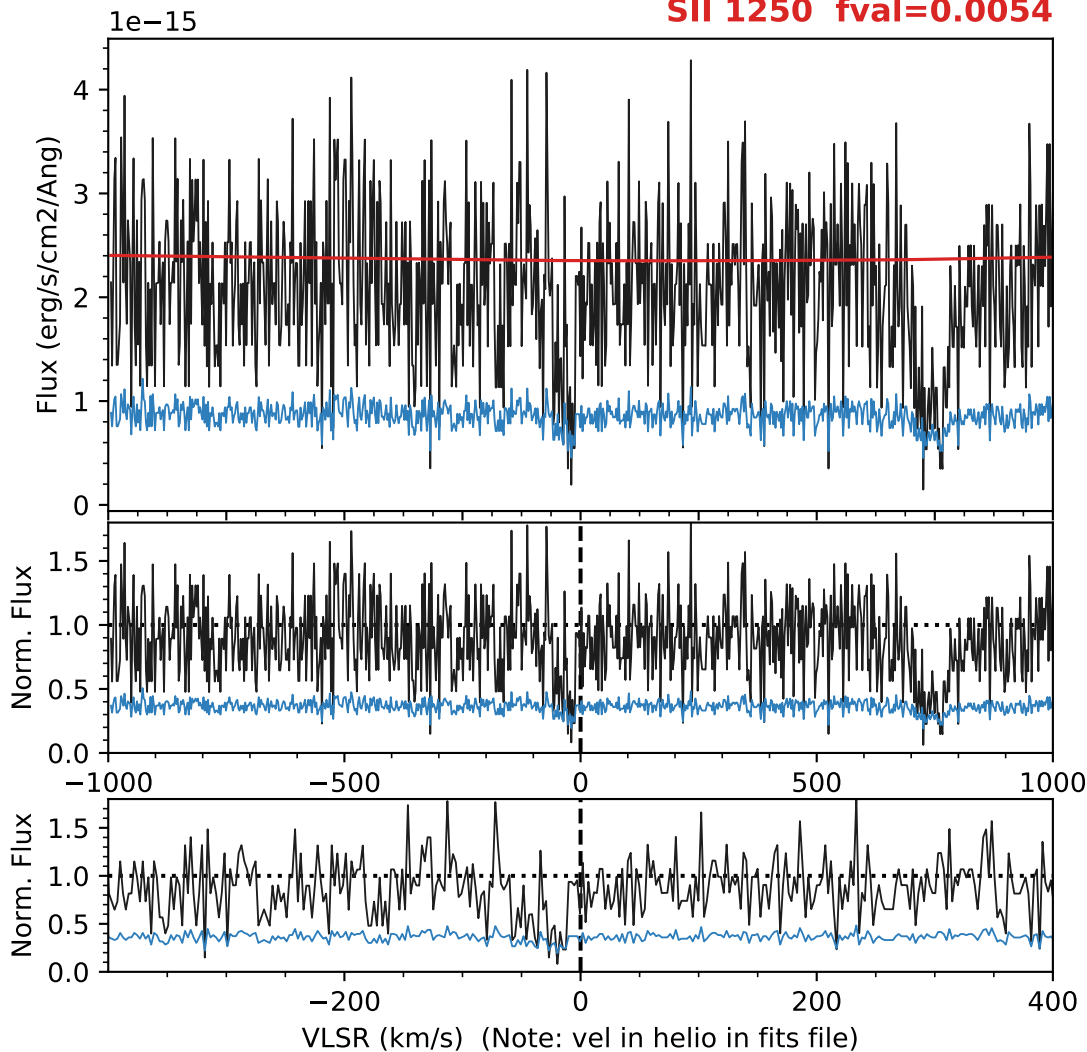 SII 1250 fval=0.0054
1e−15
Flux (erg/s/cm2/Ang)
4
3
2
1
0
Norm. Flux
1.5
1.0
0.5
0.0
−1000 −500 0 500 1000
Norm. Flux
1.5
1.0
0.5
0.0
−200 0 200 400
VLSR (km/s) (Note: vel in helio in fits file)